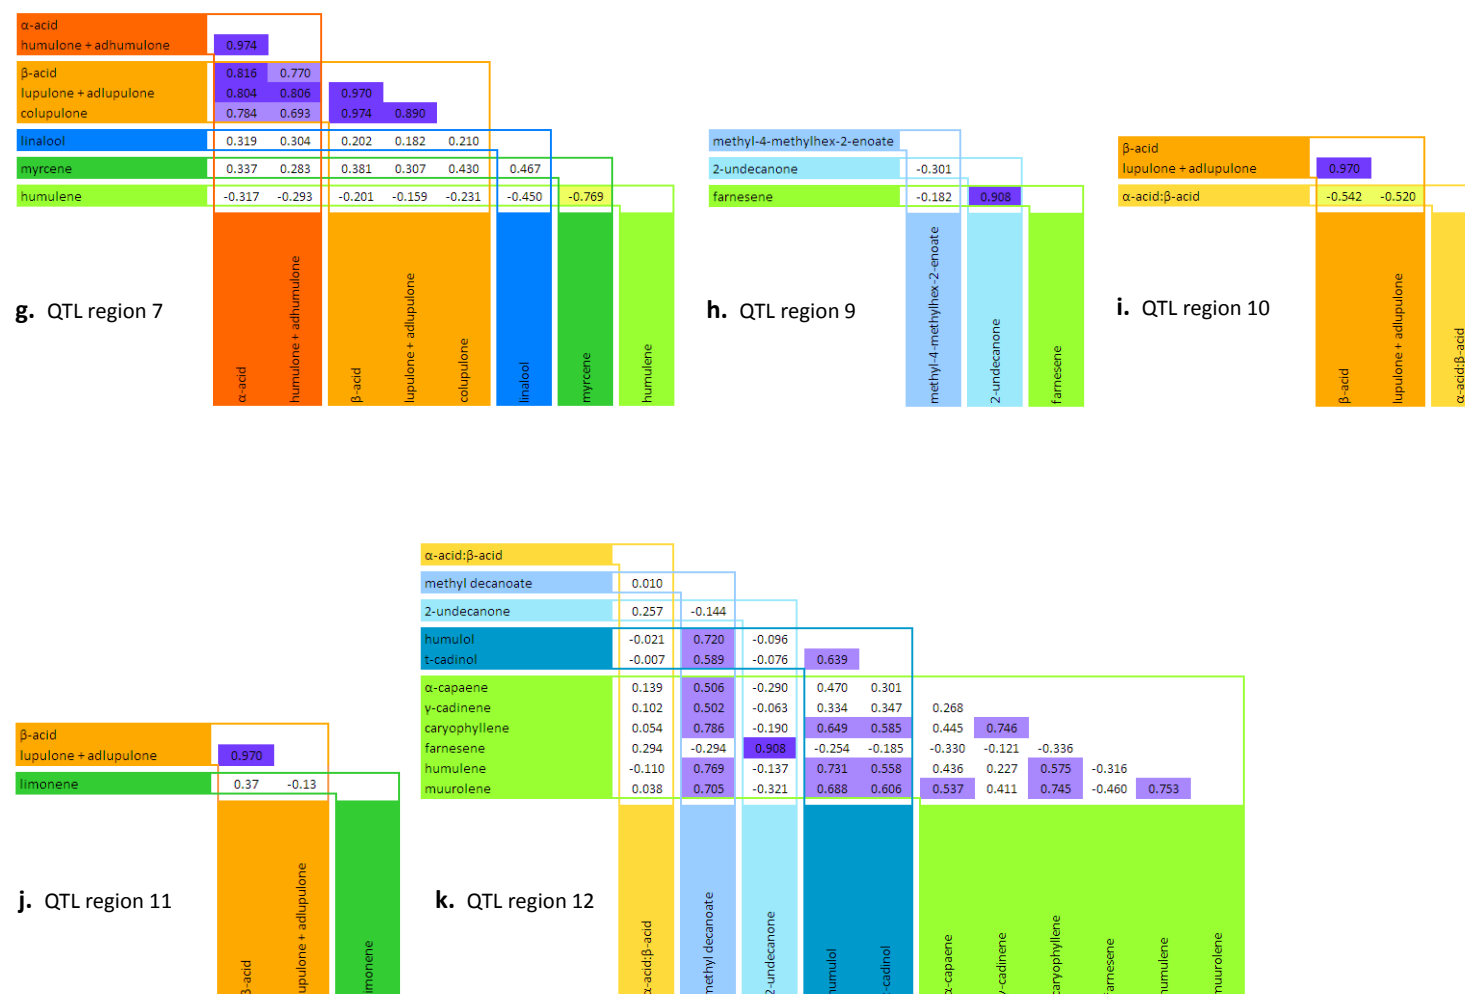 α-acid
humulone + adhumulone 0.974
β-acid 0.816 0.770
lupulone + adlupulone 0.804 0.806 0.970
colupulone 0.784 0.693 0.974 0.890
linalool 0.319 0.304 0.202 0.182 0.210
myrcene 0.337 0.283 0.381 0.307 0.430 0.467
humulene -0.317 -0.293 -0.201 -0.159 -0.231 -0.450 -0.769
α-acid
humulone + adhumulone
β-acid
lupulone + adlupulone
colupulone
linalool
myrcene
humulene
g. QTL region 7
methyl-4-methylhex-2-enoate
2-undecanone -0.301
farnesene -0.182 0.908
methyl-4-methylhex-2-enoate
2-undecanone
farnesene
h. QTL region 9
β-acid
lupulone + adlupulone 0.970
α-acid:β-acid -0.542 -0.520
β-acid
lupulone + adlupulone
α-acid:β-acid
i. QTL region 10
β-acid
lupulone + adlupulone 0.970
limonene 0.37 -0.13
β-acid
lupulone + adlupulone
limonene
j. QTL region 11
α-acid:β-acid
methyl decanoate 0.010
2-undecanone 0.257 -0.144
humulol -0.021 0.720 -0.096
t-cadinol -0.007 0.589 -0.076 0.639
α-capaene 0.139 0.506 -0.290 0.470 0.301
γ-cadinene 0.102 0.502 -0.063 0.334 0.347 0.268
caryophyllene 0.054 0.786 -0.190 0.649 0.585 0.445 0.746
farnesene 0.294 -0.294 0.908 -0.254 -0.185 -0.330 -0.121 -0.336
humulene -0.110 0.769 -0.137 0.731 0.558 0.436 0.227 0.575 -0.316
muurolene 0.038 0.705 -0.321 0.688 0.606 0.537 0.411 0.745 -0.460 0.753
α-acid:β-acid
methyl decanoate
2-undecanone
humulol
t-cadinol
α-capaene
γ-cadinene
caryophyllene
farnesene
humulene
muurolene
k. QTL region 12